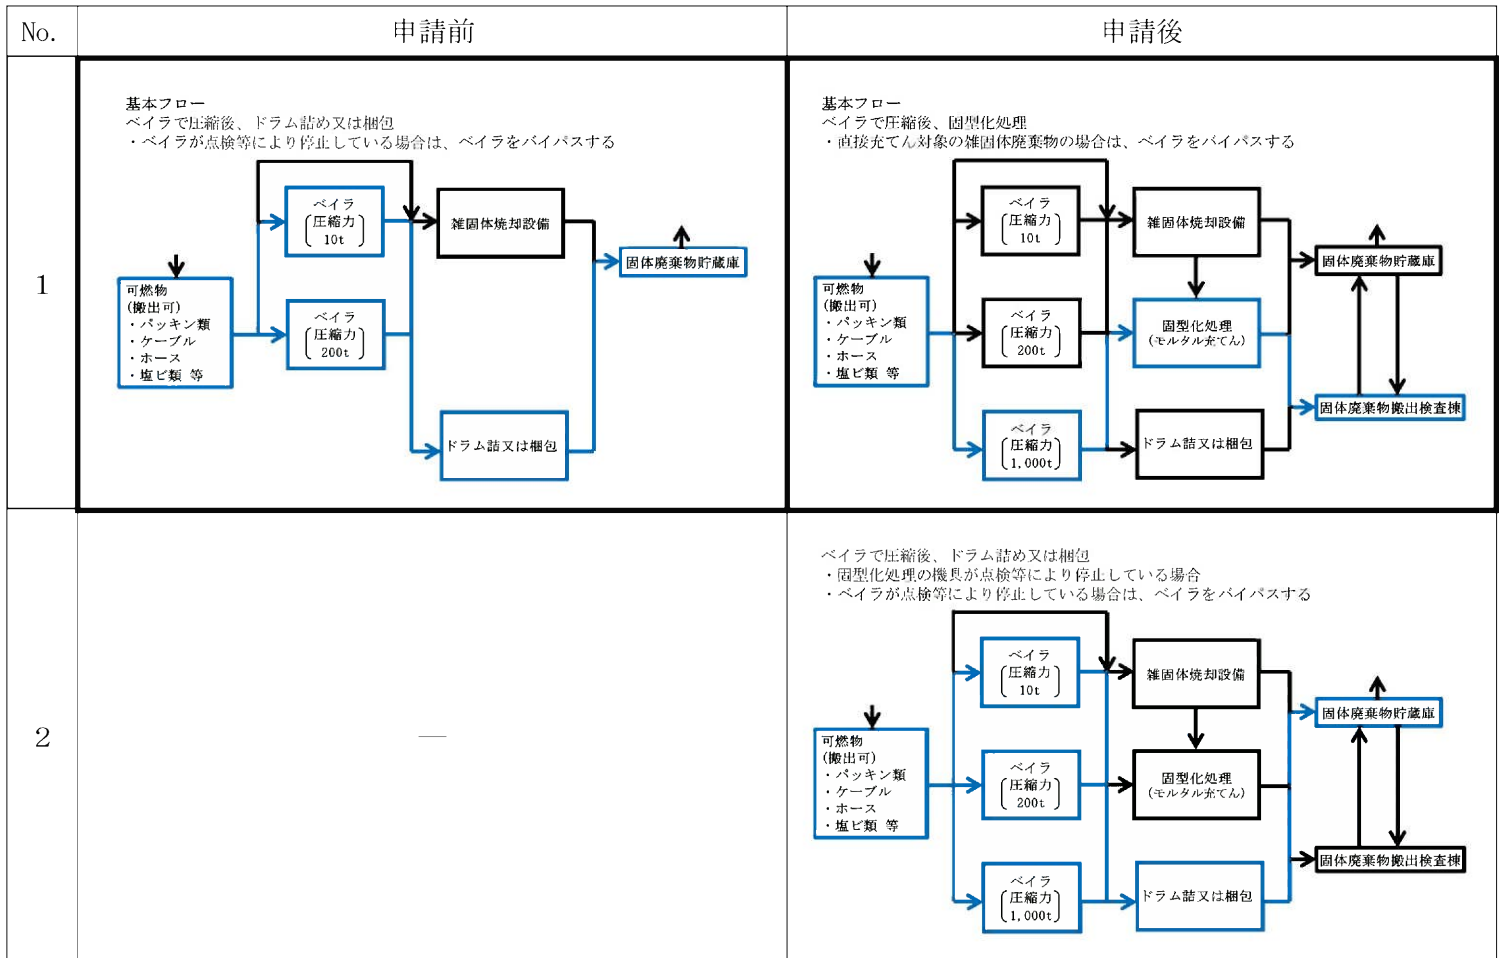 No.
申請前
申請後
1
基本フロー
ベイラで圧縮後、ドラム詰め又は梱包
・ベイラが点検等により停止している場合は、ベイラをバイパスする
可燃物
(搬出可)
・パッキン類
・ケーブル
・ホース
・塩ビ類 等
ベイラ
圧縮力
10t
ベイラ
圧縮力
200t
雑固体焼却設備
ドラム詰又は梱包
固体廃棄物貯蔵庫
基本フロー
ベイラで圧縮後、固型化処理
・直接充てん対象の雑固体廃棄物の場合は、ベイラをバイパスする
可燃物
(搬出可)
・パッキン類
・ケーブル
・ホース
・塩ビ類 等
ベイラ
圧縮力
10t
ベイラ
圧縮力
200t
ベイラ
圧縮力
1,000t
雑固体焼却設備
固型化処理
(モルタル充てん)
ドラム詰又は梱包
固体廃棄物貯蔵庫
固体廃棄物搬出検査棟
2
―
ベイラで圧縮後、ドラム詰め又は梱包
・固型化処理の機具が点検等により停止している場合
・ベイラが点検等により停止している場合は、ベイラをバイパスする
可燃物
(搬出可)
・パッキン類
・ケーブル
・ホース
・塩ビ類 等
ベイラ
圧縮力
10t
ベイラ
圧縮力
200t
ベイラ
圧縮力
1,000t
雑固体焼却設備
固型化処理
(モルタル充てん)
ドラム詰又は梱包
固体廃棄物貯蔵庫
固体廃棄物搬出検査棟